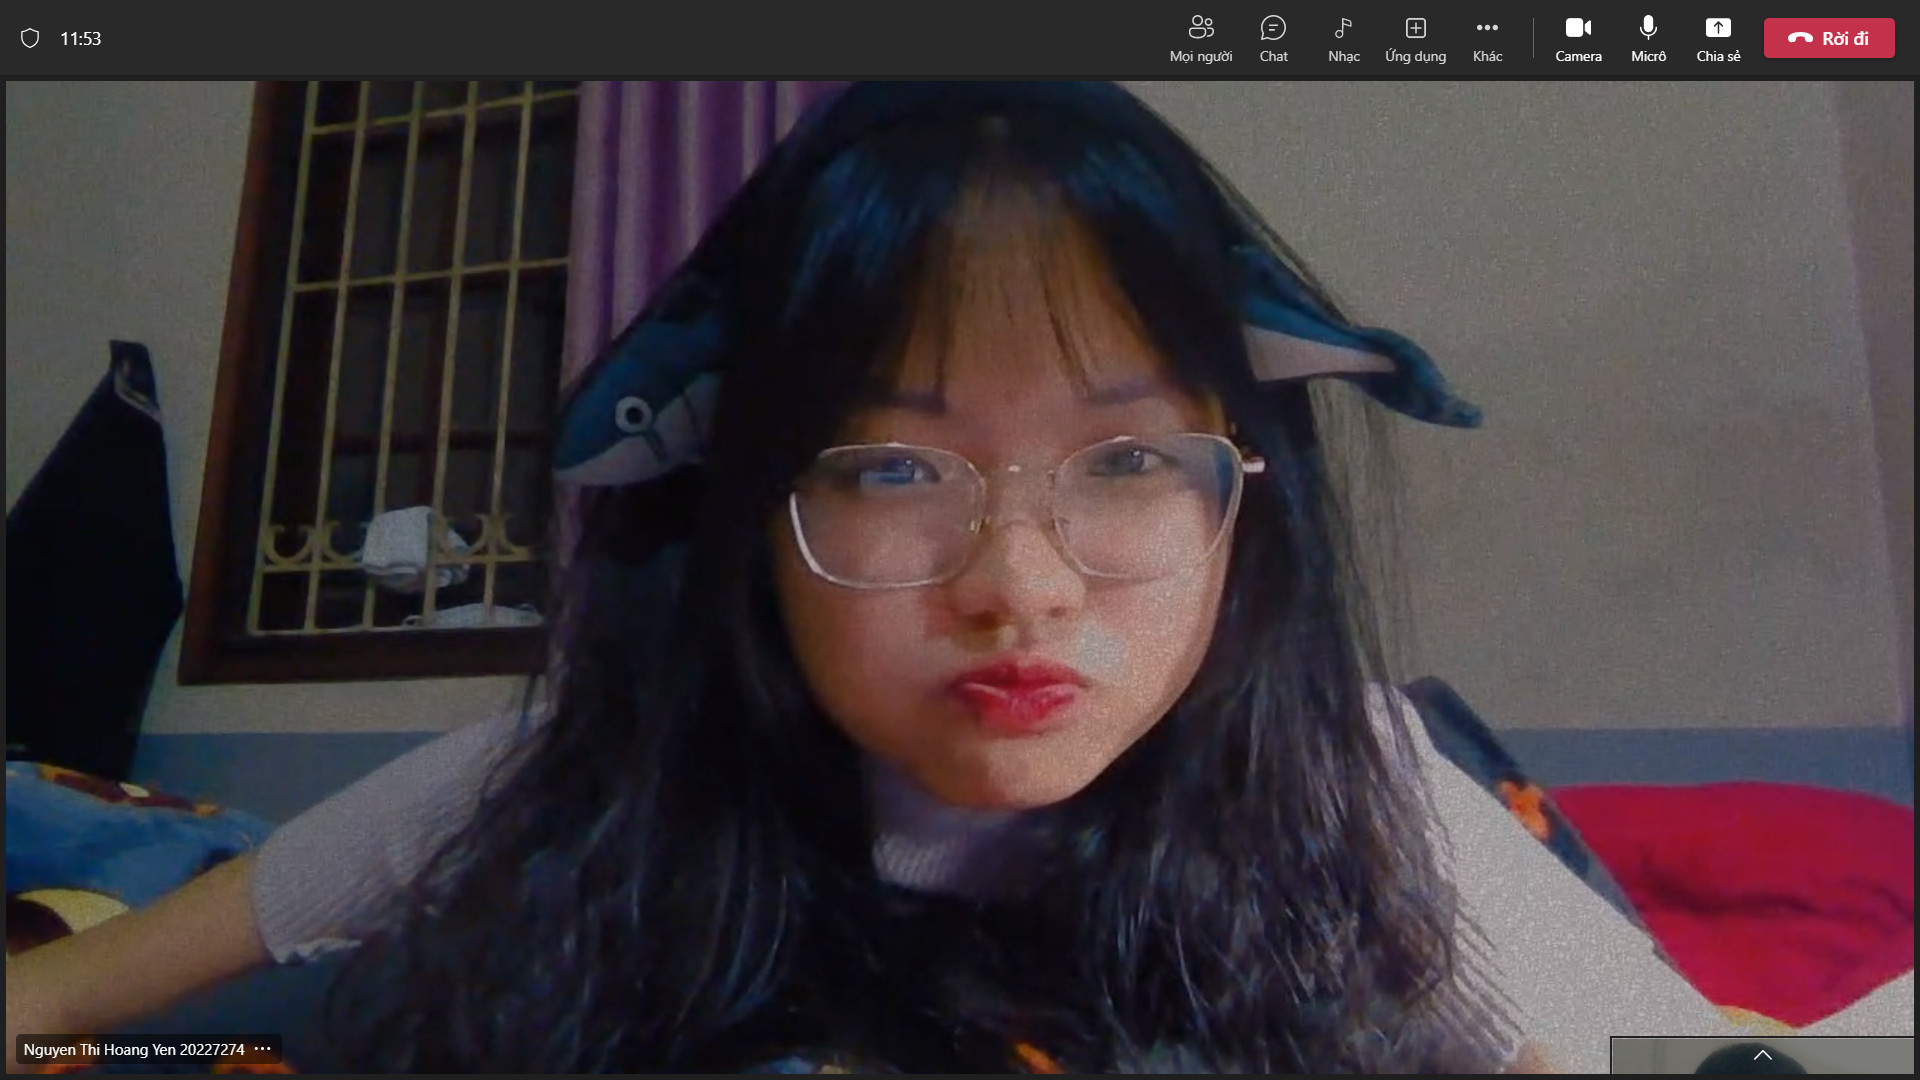 11:53
Mọi người
Chat
Nhạc
Ứng dụng
Khác
Camera
Micrô
Chia sẻ
Rời đi
Nguyen Thi Hoang Yen 20227274